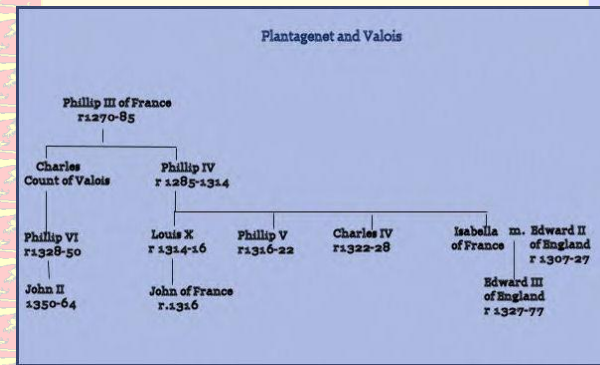 Plantagenet and Valois
Phillip III of France
r1270-85
Charles
Count of Valois
Phillip IV
r 1285-1314
Phillip VI
r1328-50
Louis X
r 1314-16
Phillip V
r1316-22
Charles IV
r1322-28
Isabella
of France
m.
Edward II
of England
r 1307-27
John II
1350-64
John of France
r.1316
Edward III
of England
r 1327-77